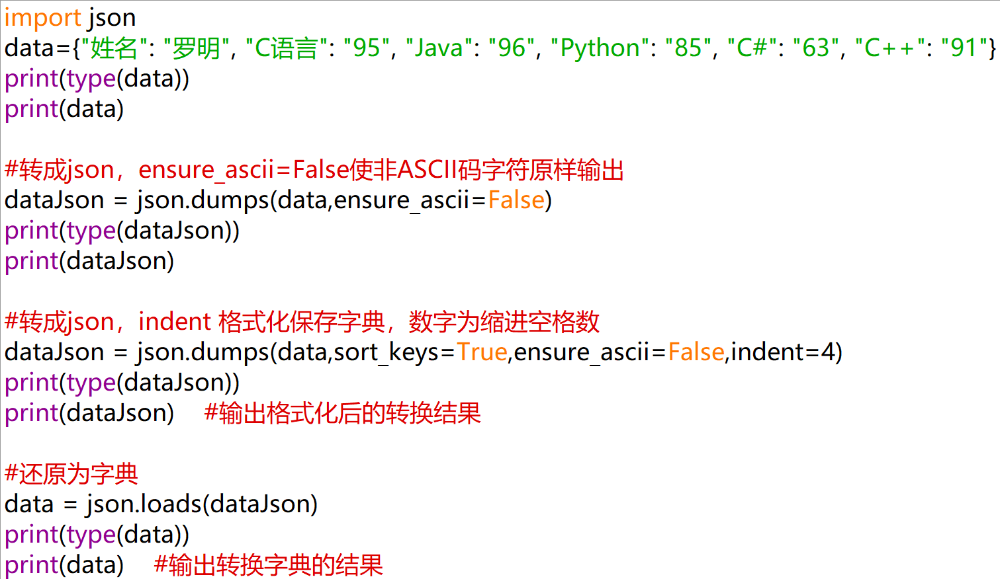 import json
data={"姓名": "罗明", "C语言": "95", "Java": "96", "Python": "85", "C#": "63", "C++": "91"}
print(type(data))
print(data)
#转成json，ensure_ascii=False使非ASCII码字符原样输出
dataJson = json.dumps(data,ensure_ascii=False)
print(type(dataJson))
print(dataJson)
#转成json，indent 格式化保存字典，数字为缩进空格数
dataJson = json.dumps(data,sort_keys=True,ensure_ascii=False,indent=4)
print(type(dataJson))
print(dataJson)    #输出格式化后的转换结果
#还原为字典
data = json.loads(dataJson)
print(type(data))
print(data)    #输出转换字典的结果